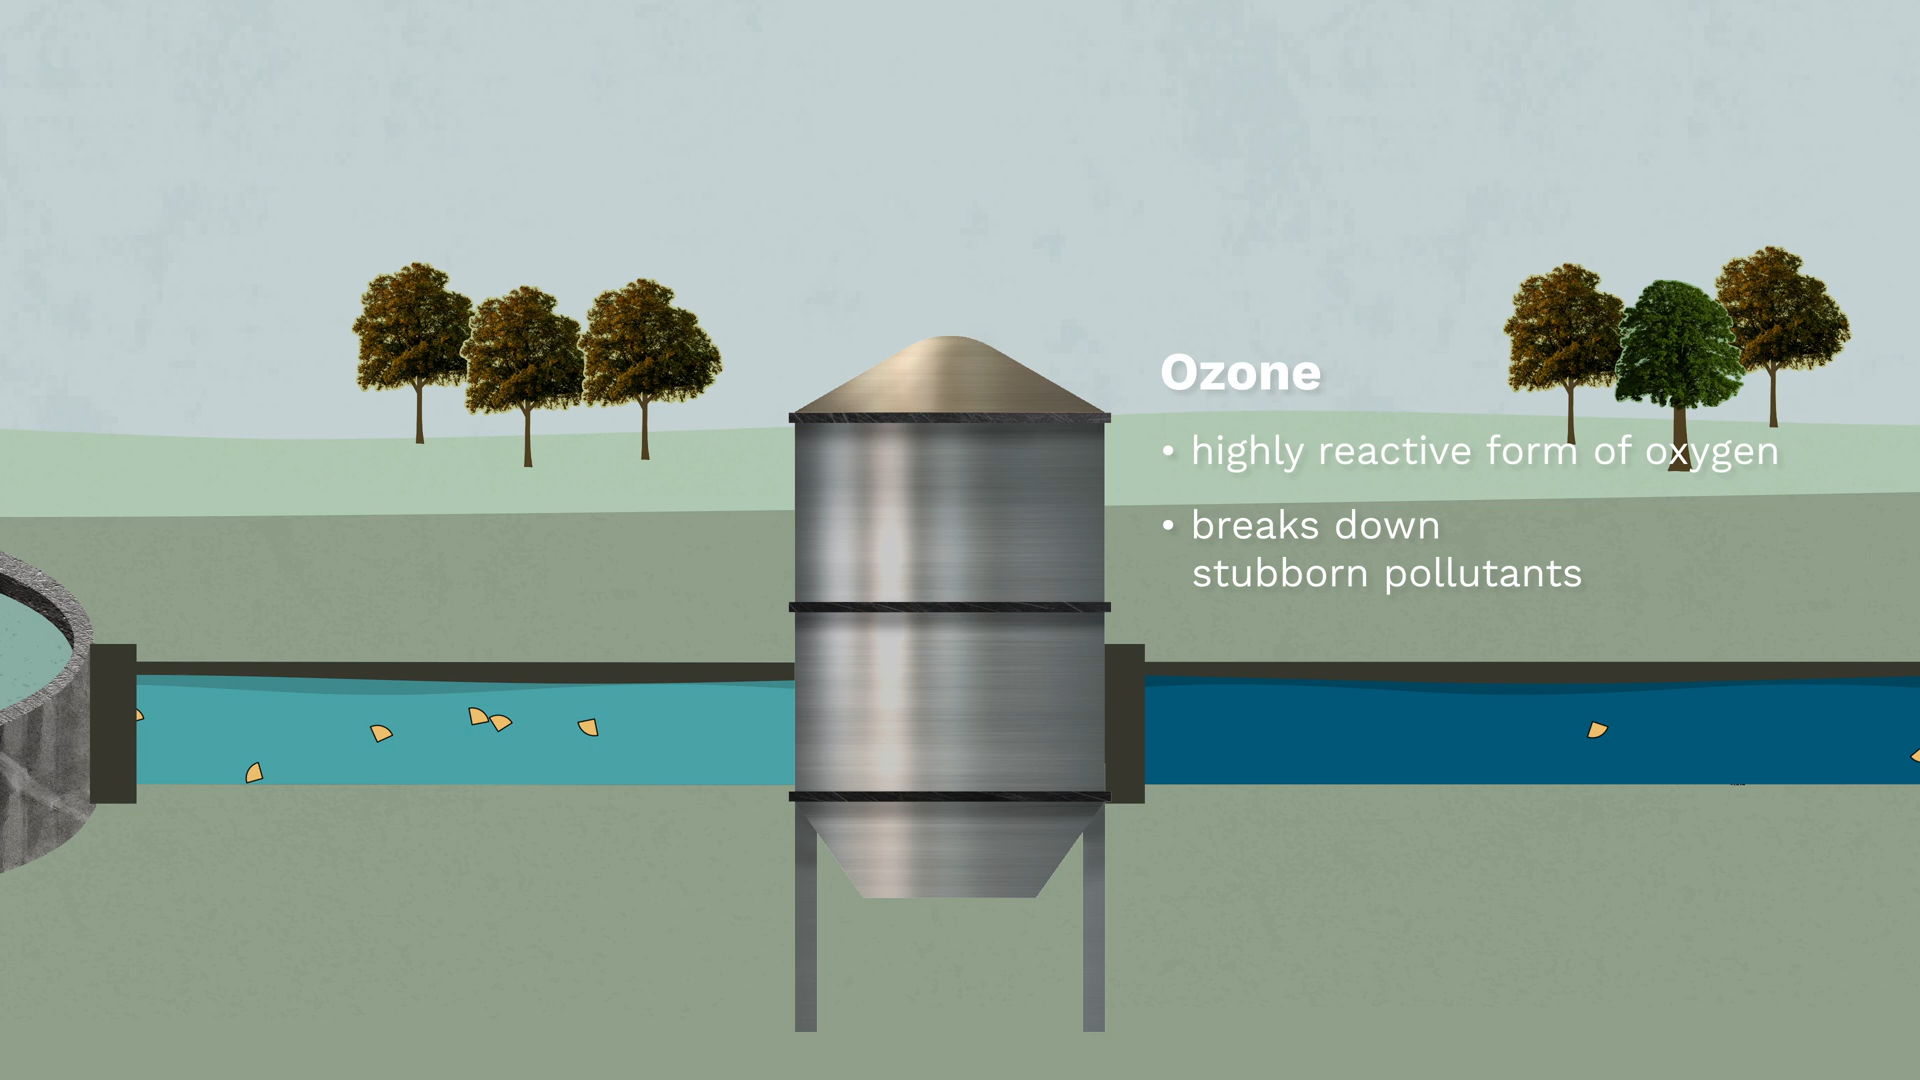 Ozone
• highly reactive form of oxygen
• breaks down
stubborn pollutants